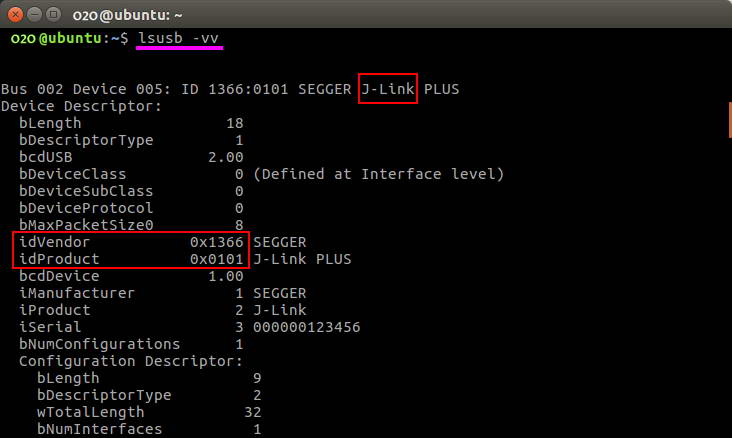 o2o@ubuntu: ~
o2o@ubuntu:~$ lsusb -vv
Bus 002 Device 005: ID 1366:0101 SEGGER J-Link PLUS
Device Descriptor:
bLength 18
bDescriptorType 1
bcdUSB 2.00
bDeviceClass 0 (Defined at Interface level)
bDeviceSubClass 0
bDeviceProtocol 0
bMaxPacketSize0 8
idVendor 0x1366 SEGGER
idProduct 0x0101 J-Link PLUS
bcdDevice 1.00
iManufacturer 1 SEGGER
iProduct 2 J-Link
iSerial 3 000000123456
bNumConfigurations 1
Configuration Descriptor:
bLength 9
bDescriptorType 2
wTotalLength 32
bNumInterfaces 1